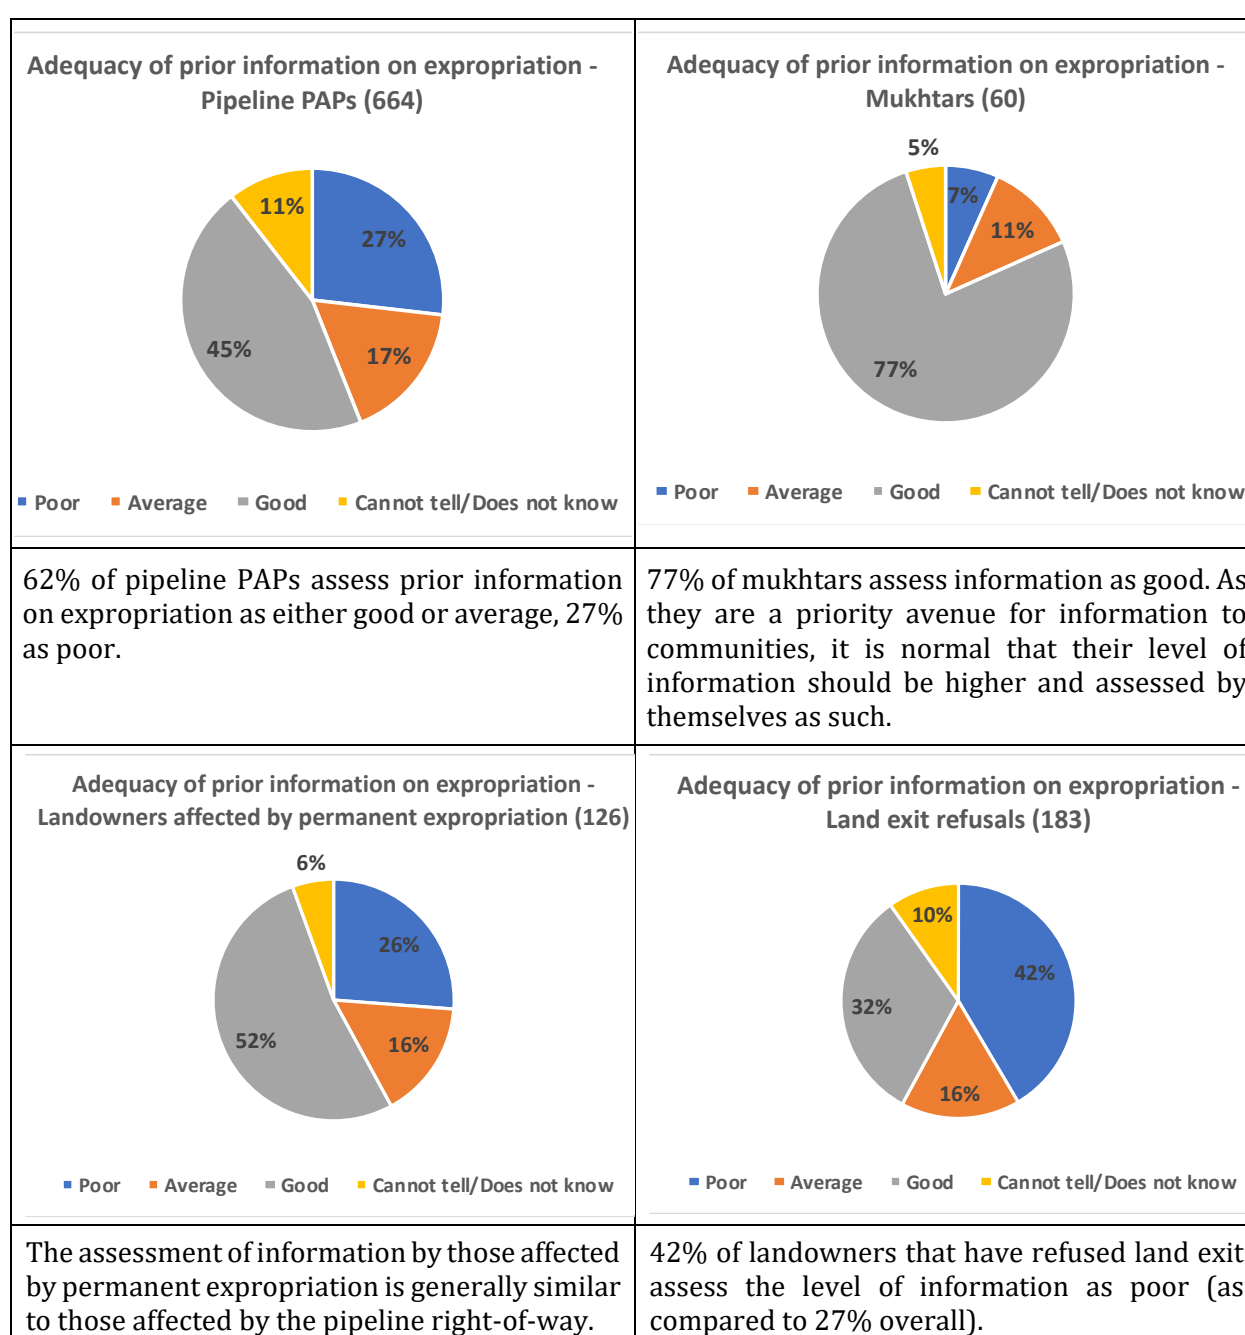 Adequacy of prior information on expropriation -
Pipeline PAPs (664)
11%
27%
45%
17%
Poor Average Good Cannot tell/Does not know
Adequacy of prior information on expropriation -
Mukhtars (60)
5%
7%
11%
77%
Poor Average Good Cannot tell/Does not know
62% of pipeline PAPs assess prior information
on expropriation as either good or average, 27%
as poor.
77% of mukhtars assess information as good. As
they are a priority avenue for information to
communities, it is normal that their level of
information should be higher and assessed by
themselves as such.
Adequacy of prior information on expropriation -
Landowners affected by permanent expropriation (126)
6%
26%
52%
16%
Poor Average Good Cannot tell/Does not know
Adequacy of prior information on expropriation -
Land exit refusals (183)
10%
42%
32%
16%
Poor Average Good Cannot tell/Does not know
The assessment of information by those affected
by permanent expropriation is generally similar
to those affected by the pipeline right-of-way.
42% of landowners that have refused land exit
assess the level of information as poor (as
compared to 27% overall).